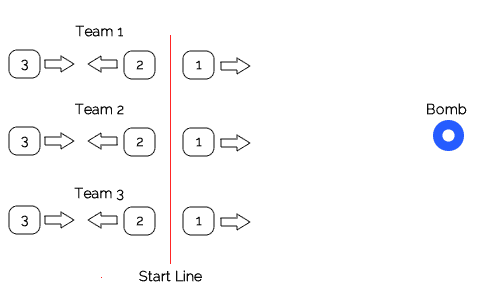 Team 1
3 2 1
Team 2
Bomb
3 2 1
Team 3
3 2 1
Start Line